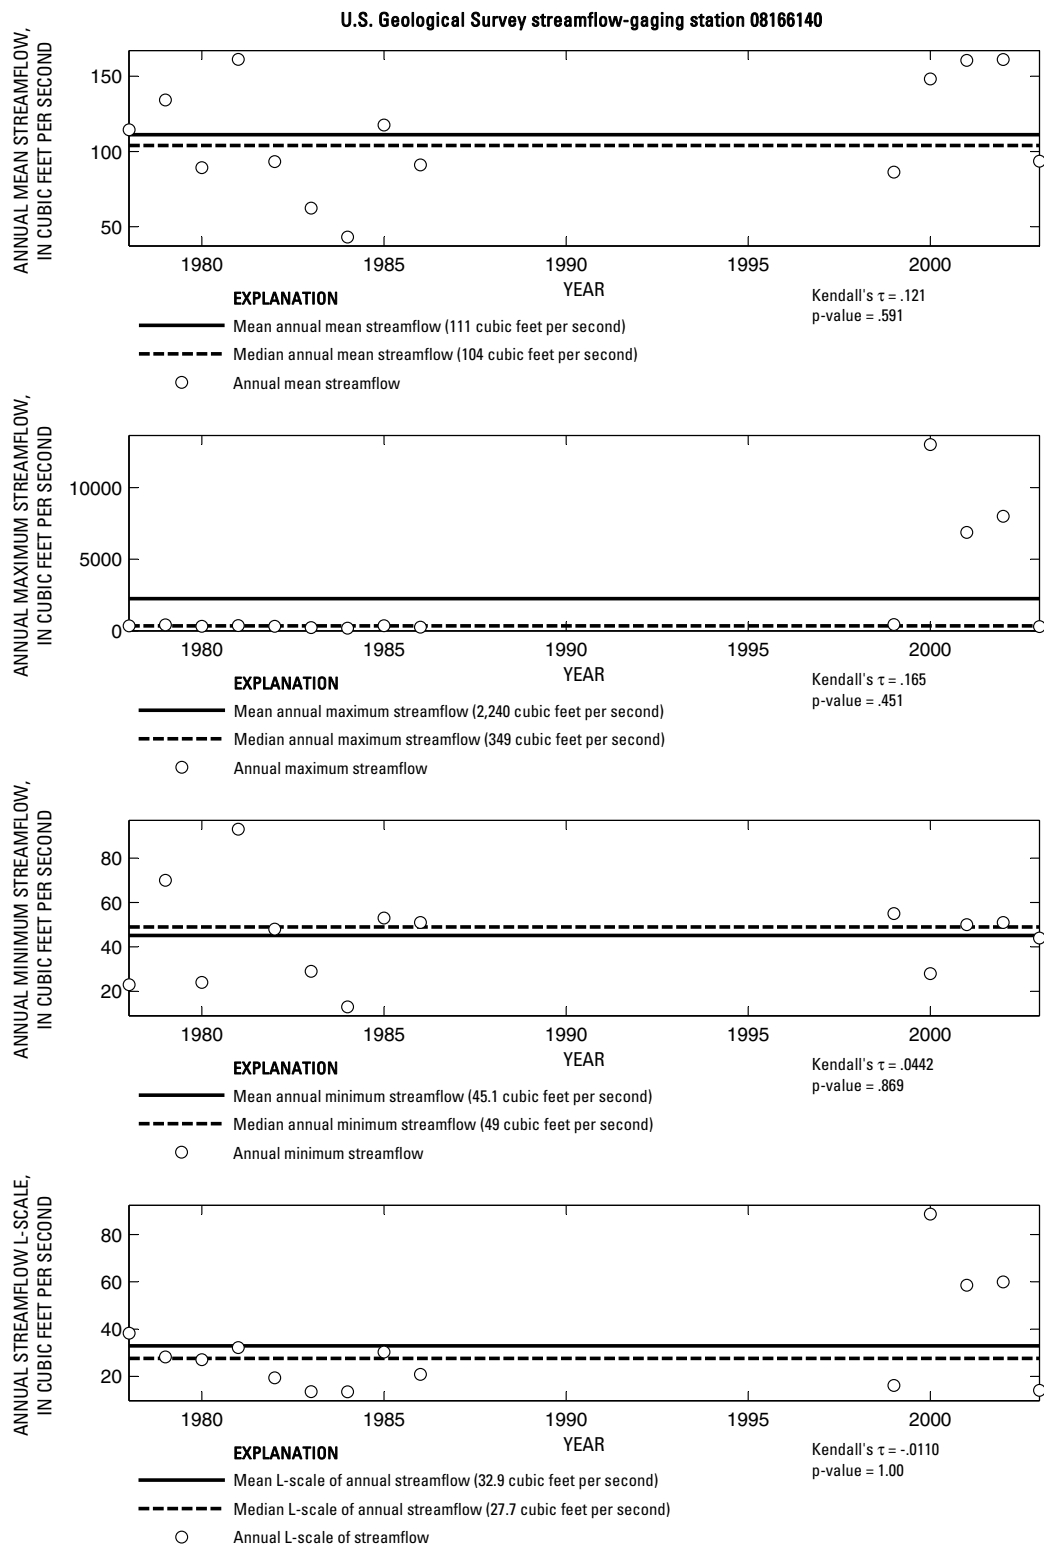 U.S. Geological Survey streamflow-gaging station 08166140
ANNUAL MEAN STREAMFLOW,
IN CUBIC FEET PER SECOND
150
100
50
1980 1985 1990 1995 2000
YEAR
EXPLANATION
Mean annual mean streamflow (111 cubic feet per second)
Median annual mean streamflow (104 cubic feet per second)
Annual mean streamflow
Kendall's τ = .121
p-value = .591
ANNUAL MAXIMUM STREAMFLOW,
IN CUBIC FEET PER SECOND
10000
5000
0
1980 1985 1990 1995 2000
YEAR
EXPLANATION
Mean annual maximum streamflow (2,240 cubic feet per second)
Median annual maximum streamflow (349 cubic feet per second)
Annual maximum streamflow
Kendall's τ = .165
p-value = .451
ANNUAL MINIMUM STREAMFLOW,
IN CUBIC FEET PER SECOND
80
60
40
20
1980 1985 1990 1995 2000
YEAR
EXPLANATION
Mean annual minimum streamflow (45.1 cubic feet per second)
Median annual minimum streamflow (49 cubic feet per second)
Annual minimum streamflow
Kendall's τ = .0442
p-value = .869
ANNUAL STREAMFLOW L-SCALE,
IN CUBIC FEET PER SECOND
80
60
40
20
1980 1985 1990 1995 2000
YEAR
EXPLANATION
Mean L-scale of annual streamflow (32.9 cubic feet per second)
Median L-scale of annual streamflow (27.7 cubic feet per second)
Annual L-scale of streamflow
Kendall's τ = -.0110
p-value = 1.00